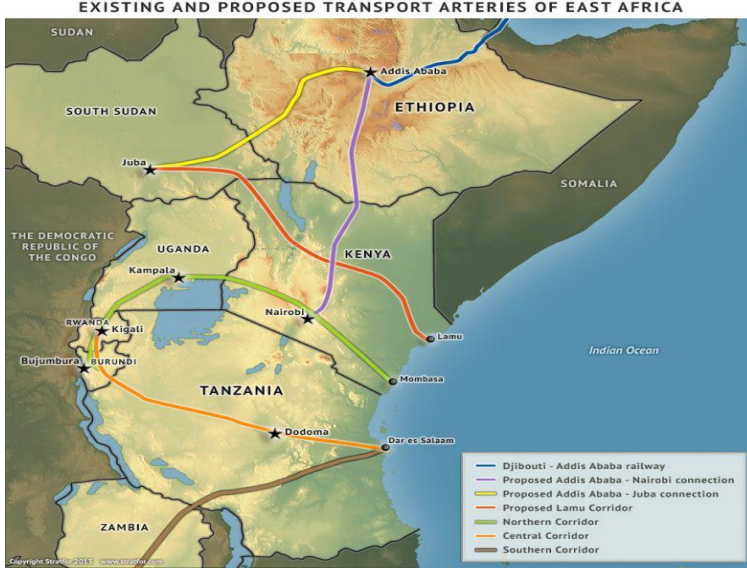 EXISTING AND PROPOSED TRANSPORT ARTERIES OF EAST AFRICA
SUDAN
Addis Ababa
ETHIOPIA
SOUTH SUDAN
Juba
SOMALIA
THE DEMOCRATIC
REPUBLIC OF
THE CONGO
UGANDA
KENYA
Kampala
Nairobi
RWANDA
Kigali
Lamu
Indian Ocean
Bujumbura
BURUNDI
Mombasa
TANZANIA
Dodoma
Dar es Salaam
ZAMBIA
Djibouti - Addis Ababa railway
Proposed Addis Ababa - Nairobi connection
Proposed Addis Ababa - Juba connection
Proposed Lamu Corridor
Northern Corridor
Central Corridor
Southern Corridor
Copyright Stratfor 2013 www.stratfor.com